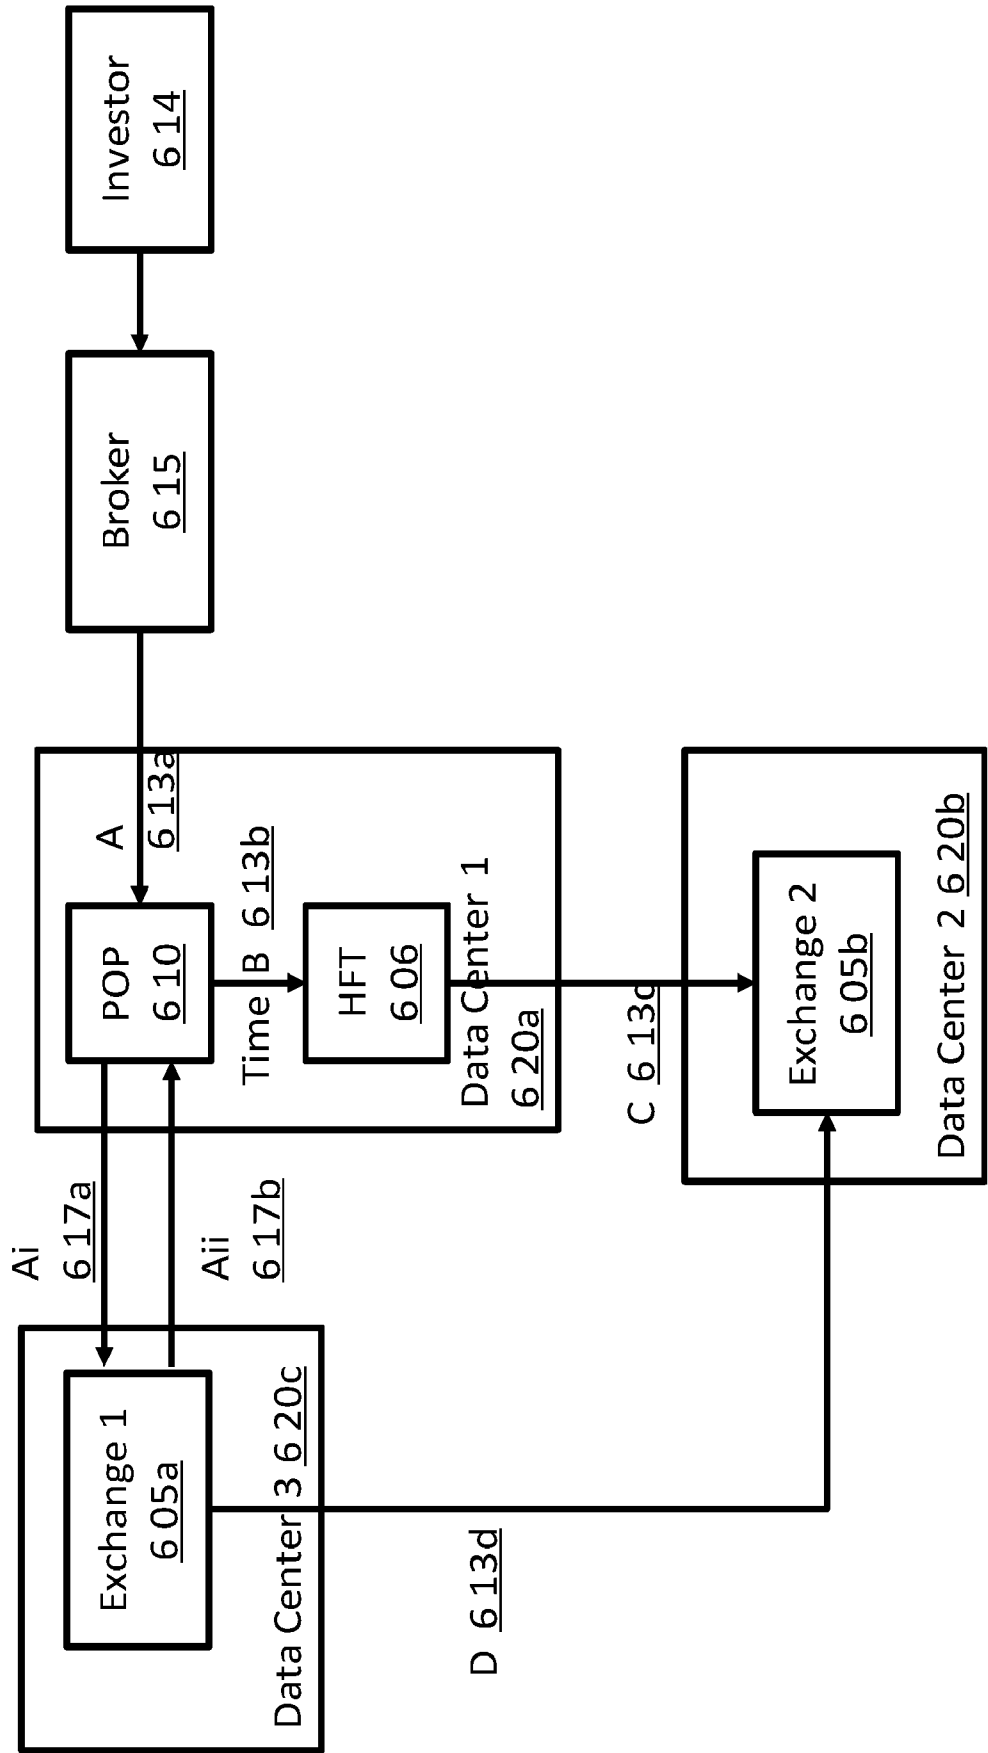 Investor
6 14
Broker
6 15
A
6 13a
POP
6 10
Time B 6 13b
HFT
6 06
Data Center 1
6 20a
Ai
6 17a
Aii
6 17b
Exchange 1
6 05a
Data Center 3 6 20c
C 6 13c
Exchange 2
6 05b
Data Center 2 6 20b
D 6 13d